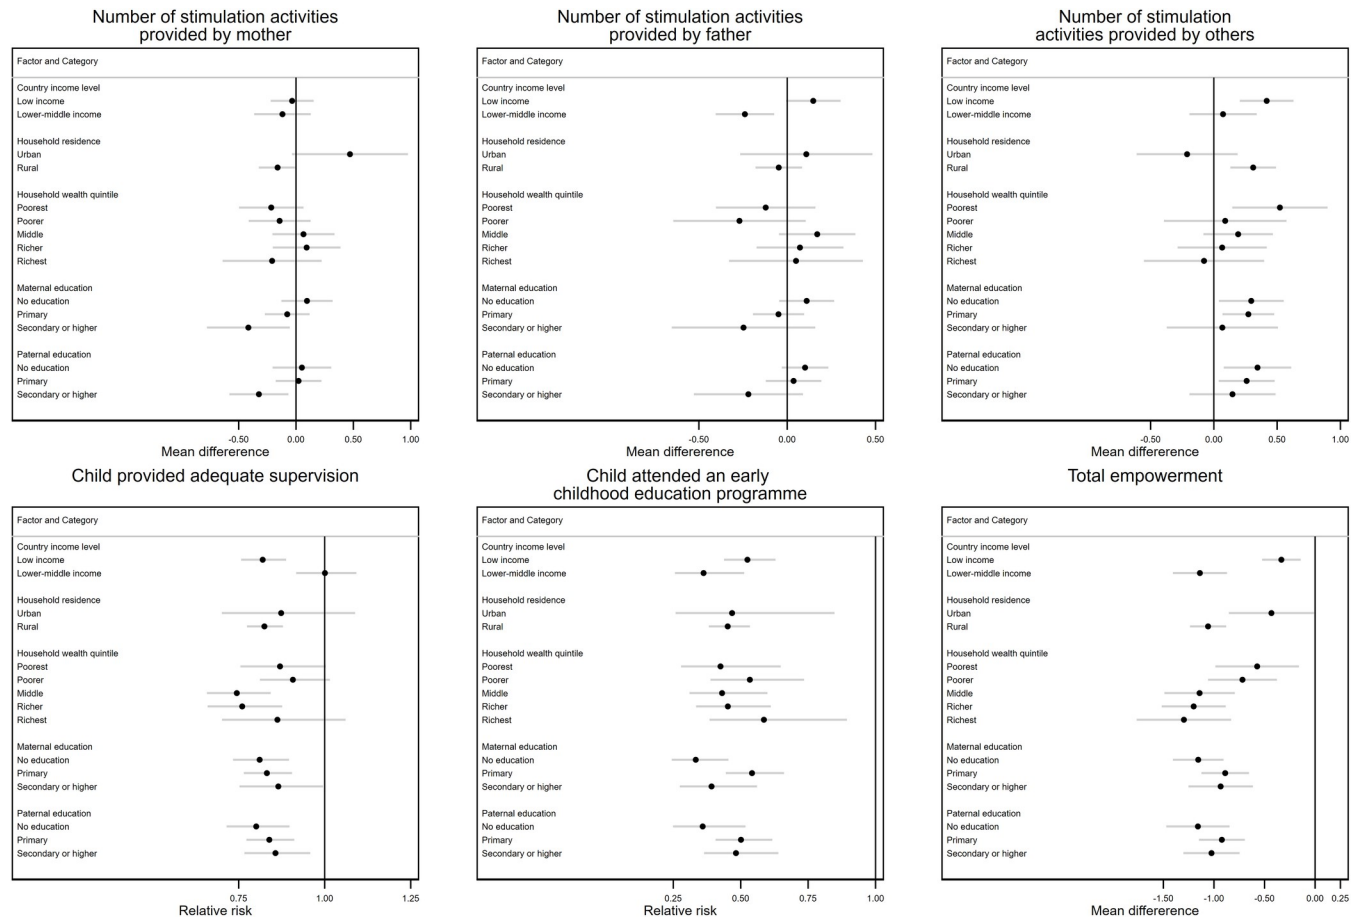 Number of stimulation activities
provided by mother
Factor and Category
Country income level
Low income
Lower-middle income
Household residence
Urban
Rural
Household wealth quintile
Poorest
Poorer
Middle
Richer
Richest
Maternal education
No education
Primary
Secondary or higher
Paternal education
No education
Primary
Secondary or higher
-0.50 0.00 0.50 1.00
Mean differerence
Number of stimulation activities
provided by father
Factor and Category
Country income level
Low income
Lower-middle income
Household residence
Urban
Rural
Household wealth quintile
Poorest
Poorer
Middle
Richer
Richest
Maternal education
No education
Primary
Secondary or higher
Paternal education
No education
Primary
Secondary or higher
-0.50 0.00 0.50
Mean differerence
Number of stimulation
activities provided by others
Factor and Category
Country income level
Low income
Lower-middle income
Household residence
Urban
Rural
Household wealth quintile
Poorest
Poorer
Middle
Richer
Richest
Maternal education
No education
Primary
Secondary or higher
Paternal education
No education
Primary
Secondary or higher
-0.50 0.00 0.50 1.00
Mean differerence
Child provided adequate supervision
Factor and Category
Country income level
Low income
Lower-middle income
Household residence
Urban
Rural
Household wealth quintile
Poorest
Poorer
Middle
Richer
Richest
Maternal education
No education
Primary
Secondary or higher
Paternal education
No education
Primary
Secondary or higher
0.75 1.00 1.25
Relative risk
Child attended an early
childhood education programme
Factor and Category
Country income level
Low income
Lower-middle income
Household residence
Urban
Rural
Household wealth quintile
Poorest
Poorer
Middle
Richer
Richest
Maternal education
No education
Primary
Secondary or higher
Paternal education
No education
Primary
Secondary or higher
0.25 0.50 0.75 1.00
Relative risk
Total empowerment
Factor and Category
Country income level
Low income
Lower-middle income
Household residence
Urban
Rural
Household wealth quintile
Poorest
Poorer
Middle
Richer
Richest
Maternal education
No education
Primary
Secondary or higher
Paternal education
No education
Primary
Secondary or higher
-1.50 -1.00 -0.50 0.00 0.25
Mean differerence